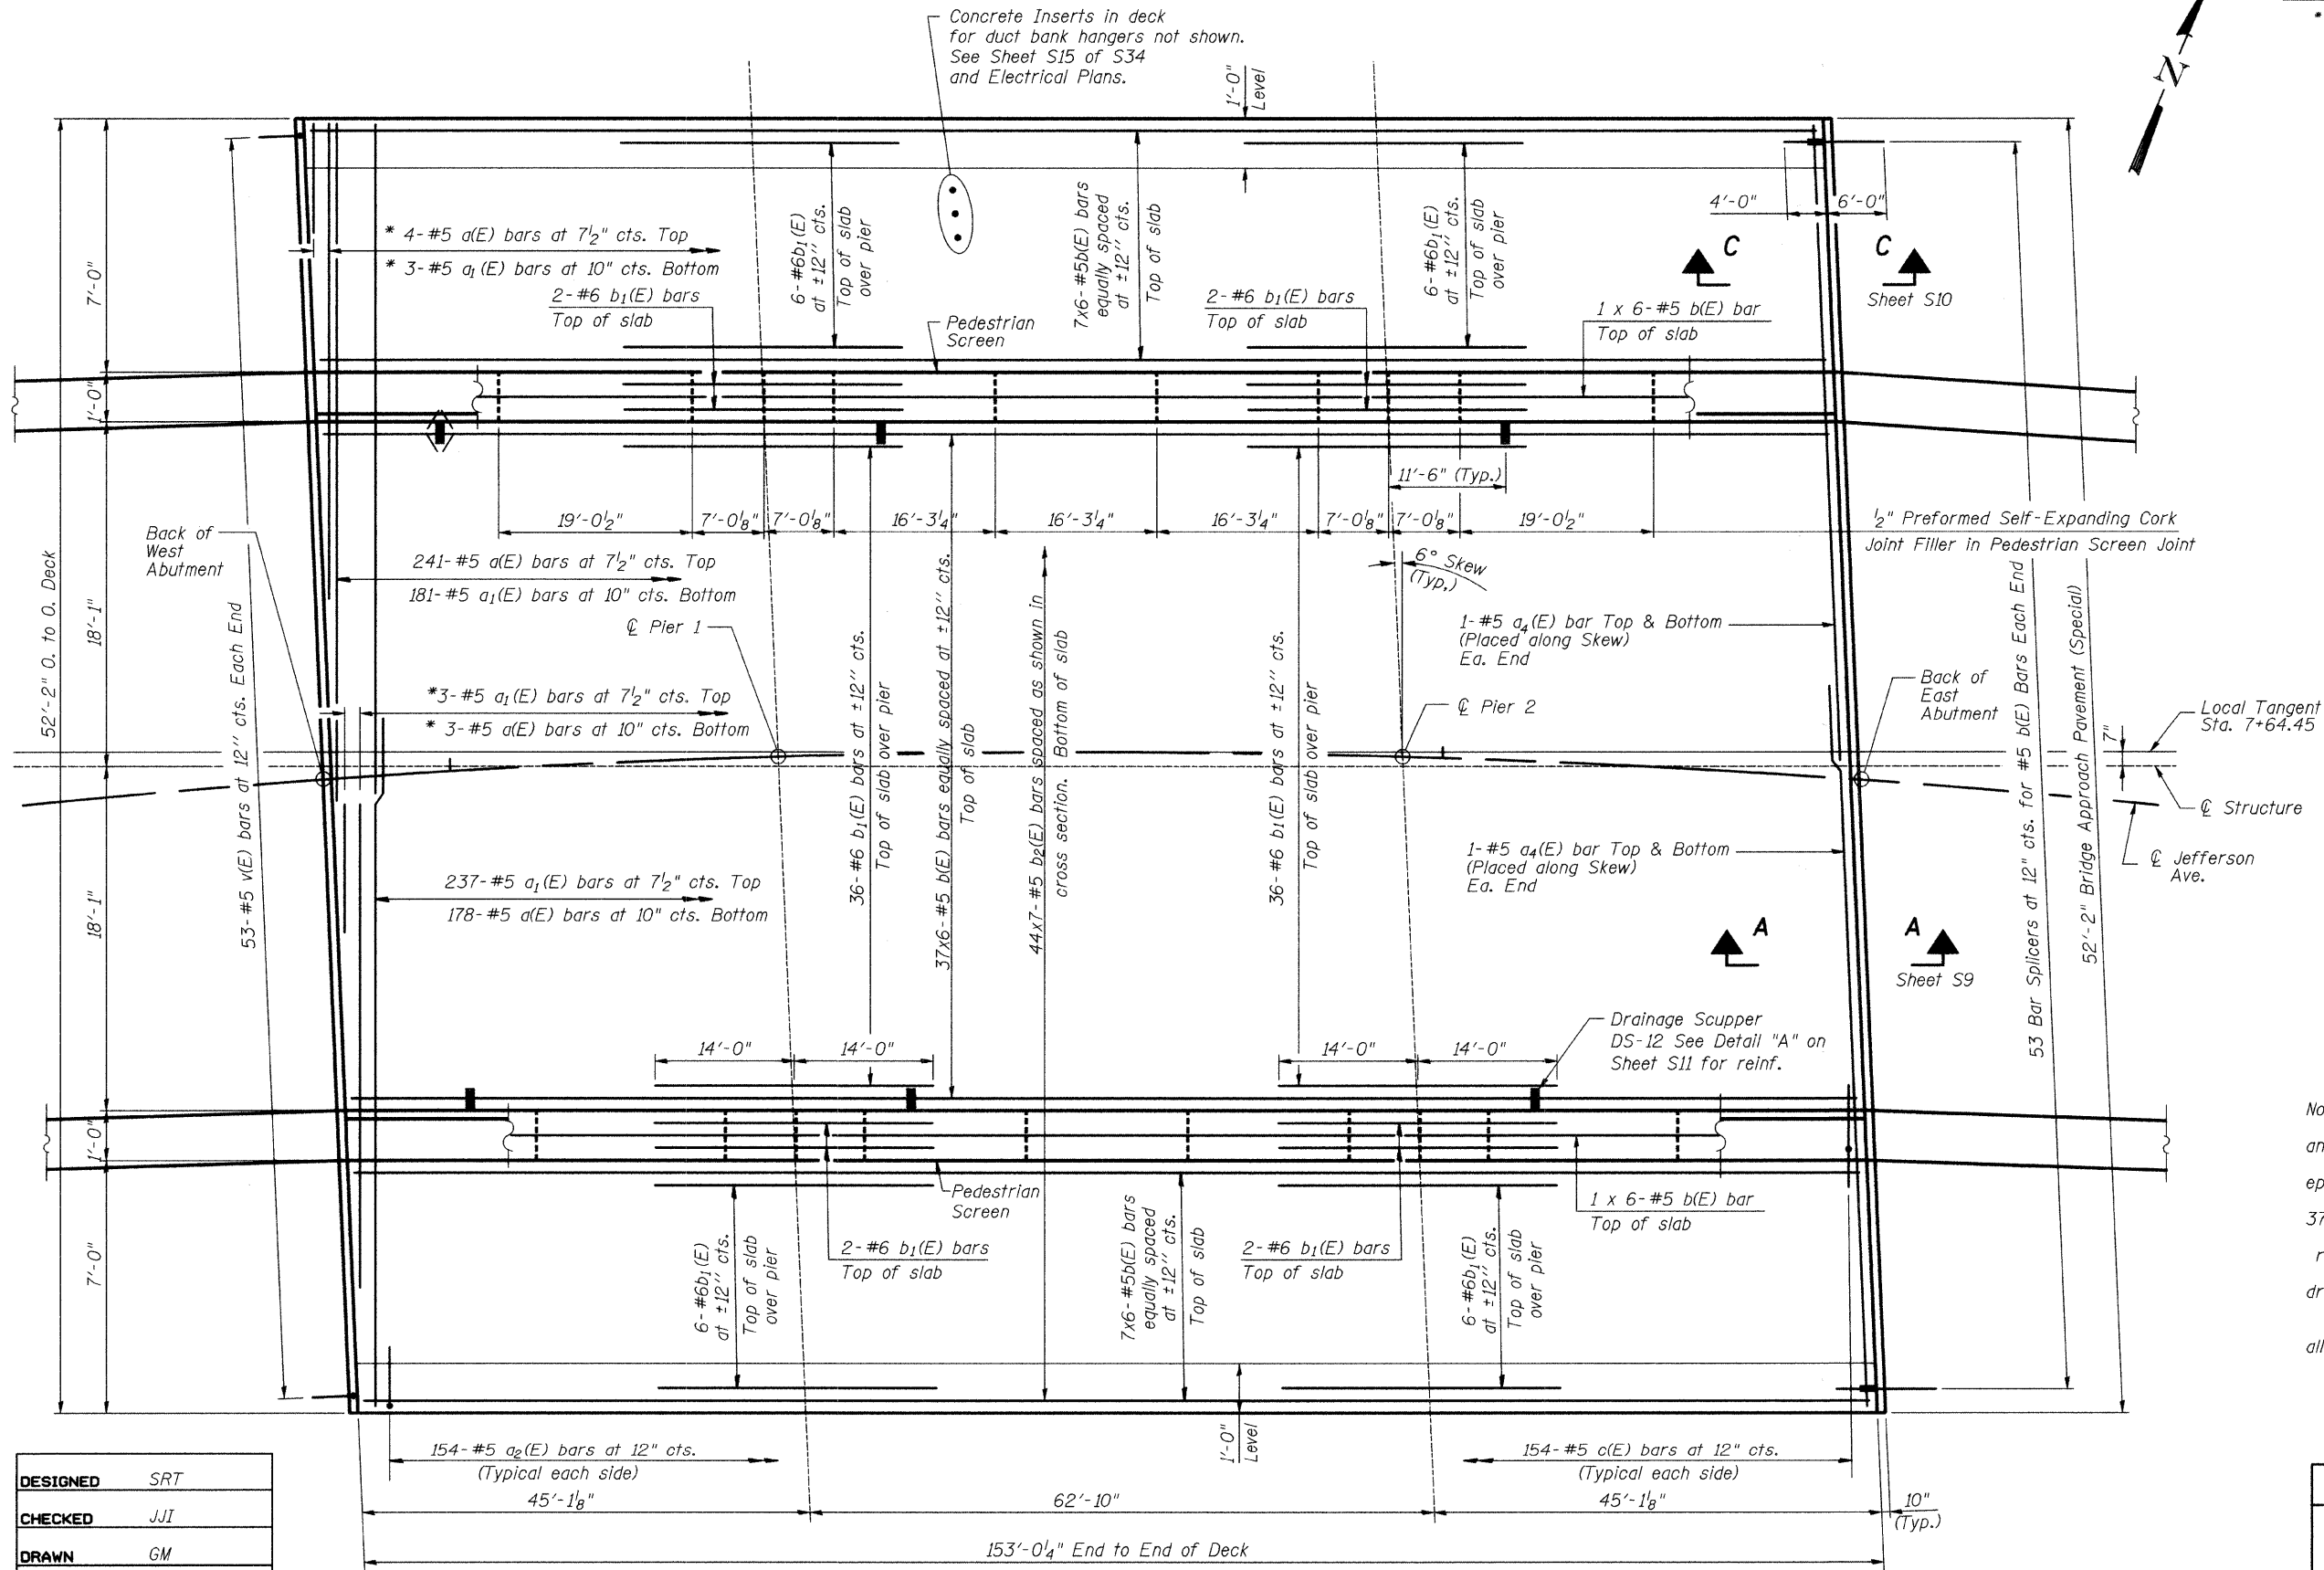 Concrete Inserts in deck
for duct bank hangers not shown.
See Sheet S15 of S34
and Electrical Plans.
1'-0"
Level
N
*
7'-0"
1'-0"
18'-1"
18'-1"
1'-0"
7'-0"
52'-2" O. to O. Deck
53-#5 v(E) bars at 12" cts. Each End
* 4-#5 a(E) bars at 7½" cts. Top
* 3-#5 a₁(E) bars at 10" cts. Bottom
2-#6 b₁(E) bars
Top of slab
6-#6b₁(E)
at ±12" cts.
Top of slab
over pier
Pedestrian
Screen
7x6-#5b(E) bars
equally spaced
at ±12" cts.
Top of slab
2-#6 b₁(E) bars
Top of slab
6-#6b₁(E)
at ±12" cts.
Top of slab
over pier
1 x 6-#5 b(E) bar
Top of slab
4'-0"
6'-0"
C
C
Sheet S10
11'-6" (Typ.)
19'-0½"
7'-0⅛"
7'-0⅛"
16'-3¼"
16'-3¼"
16'-3¼"
7'-0⅛"
7'-0⅛"
19'-0½"
½" Preformed Self-Expanding Cork
Joint Filler in Pedestrian Screen Joint
Back of
West
Abutment
241-#5 a(E) bars at 7½" cts. Top
181-#5 a₁(E) bars at 10" cts. Bottom
℄ Pier 1
6° Skew
(Typ.)
1-#5 a₄(E) bar Top & Bottom
(Placed along Skew)
Ea. End
*3-#5 a₁(E) bars at 7½" cts. Top
* 3-#5 a(E) bars at 10" cts. Bottom
36-#6 b₁(E) bars at ±12" cts.
Top of slab over pier
37x6-#5 b(E) bars equally spaced at ±12" cts.
Top of slab
44x7-#5 b₂(E) bars spaced as shown in
cross section. Bottom of slab
36-#6 b₁(E) bars at ±12" cts.
Top of slab over pier
℄ Pier 2
Back of
East
Abutment
7"
Local Tangent
Sta. 7+64.45
℄ Structure
℄ Jefferson
Ave.
53 Bar Splicers at 12" cts. for #5 b(E) Bars Each End
52'-2" Bridge Approach Pavement (Special)
237-#5 a₁(E) bars at 7½" cts. Top
178-#5 a(E) bars at 10" cts. Bottom
1-#5 a₄(E) bar Top & Bottom
(Placed along Skew)
Ea. End
A
A
Sheet S9
14'-0"
14'-0"
14'-0"
14'-0"
Drainage Scupper
DS-12 See Detail "A" on
Sheet S11 for reinf.
Pedestrian
Screen
6-#6b₁(E)
at ±12" cts.
Top of slab
over pier
2-#6 b₁(E) bars
Top of slab
7x6-#5b(E) bars
equally spaced
at ±12" cts.
Top of slab
2-#6 b₁(E) bars
Top of slab
6-#6b₁(E)
at ±12" cts.
Top of slab
over pier
1 x 6-#5 b(E) bar
Top of slab
No
an
ep
37
r
dr
all
154-#5 a₂(E) bars at 12" cts.
(Typical each side)
1'-0"
Level
154-#5 c(E) bars at 12" cts.
(Typical each side)
45'-1⅛"
62'-10"
45'-1⅛"
10"
(Typ.)
153'-0¼" End to End of Deck
DESIGNED SRT
CHECKED JJI
DRAWN GM